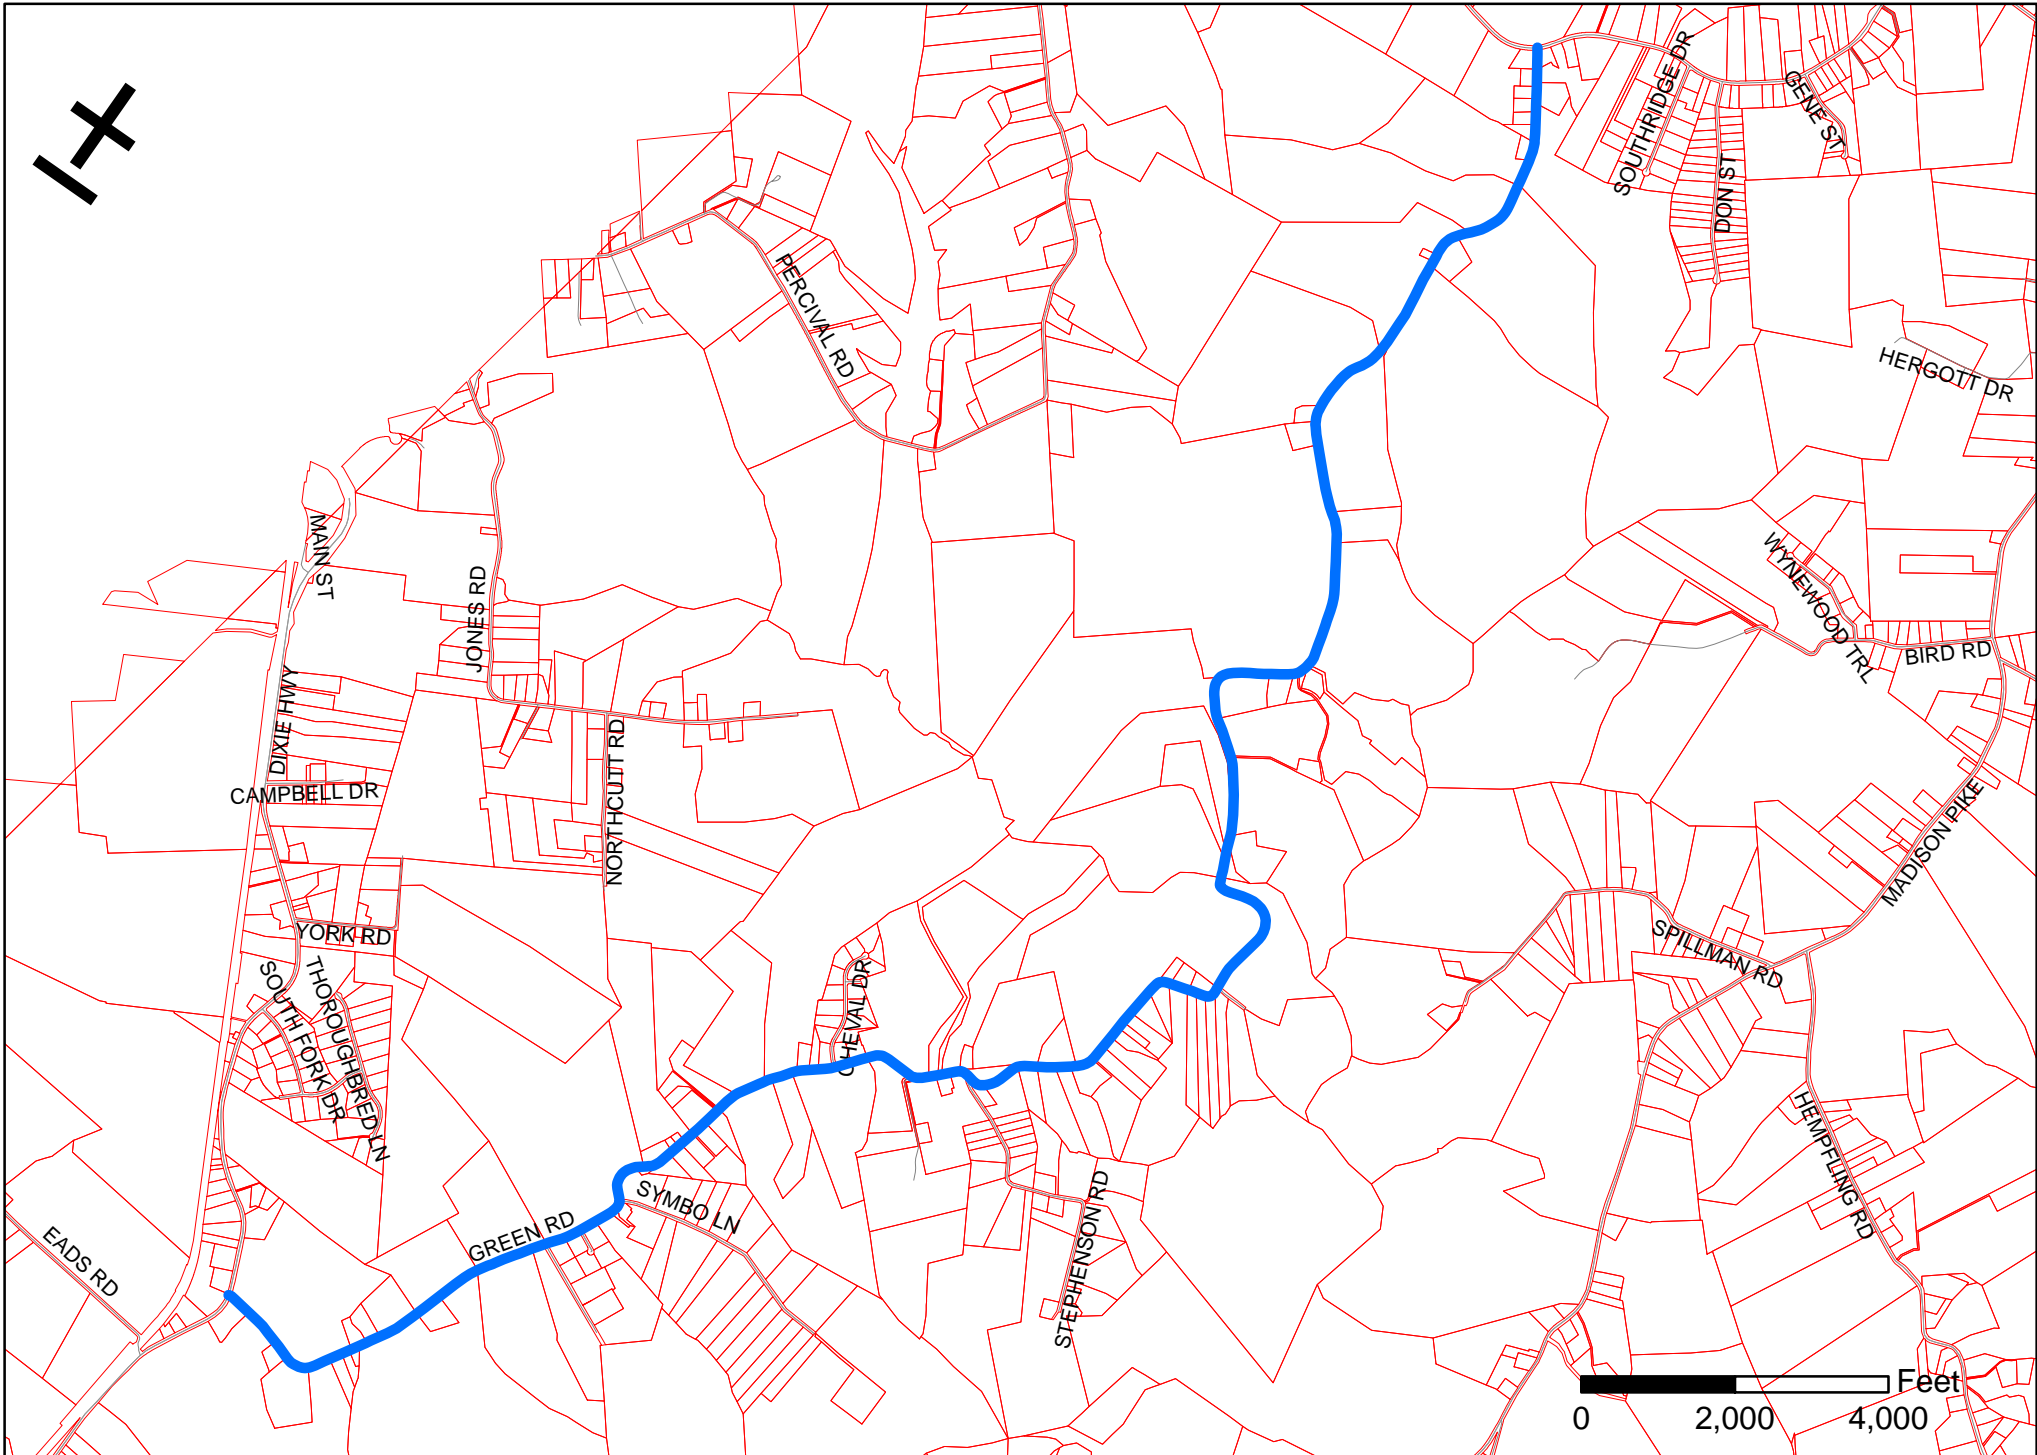 SOUTHRIDGE DR
GENE ST
DON ST
PERCIVAL RD
HERGOTT DR
MAIN ST
WYNEWOOD TRL
JONES RD
BIRD RD
DIXIE HWY
NORTHCUTT RD
CAMPBELL DR
MADISON PIKE
YORK RD
SPILLMAN RD
SOUTH FORK DR
THOROUGHBRED LN
CHEVAL DR
HEMPFLING RD
SYMBO LN
GREEN RD
STEPHENSON RD
EADS RD
Feet
0 2,000 4,000